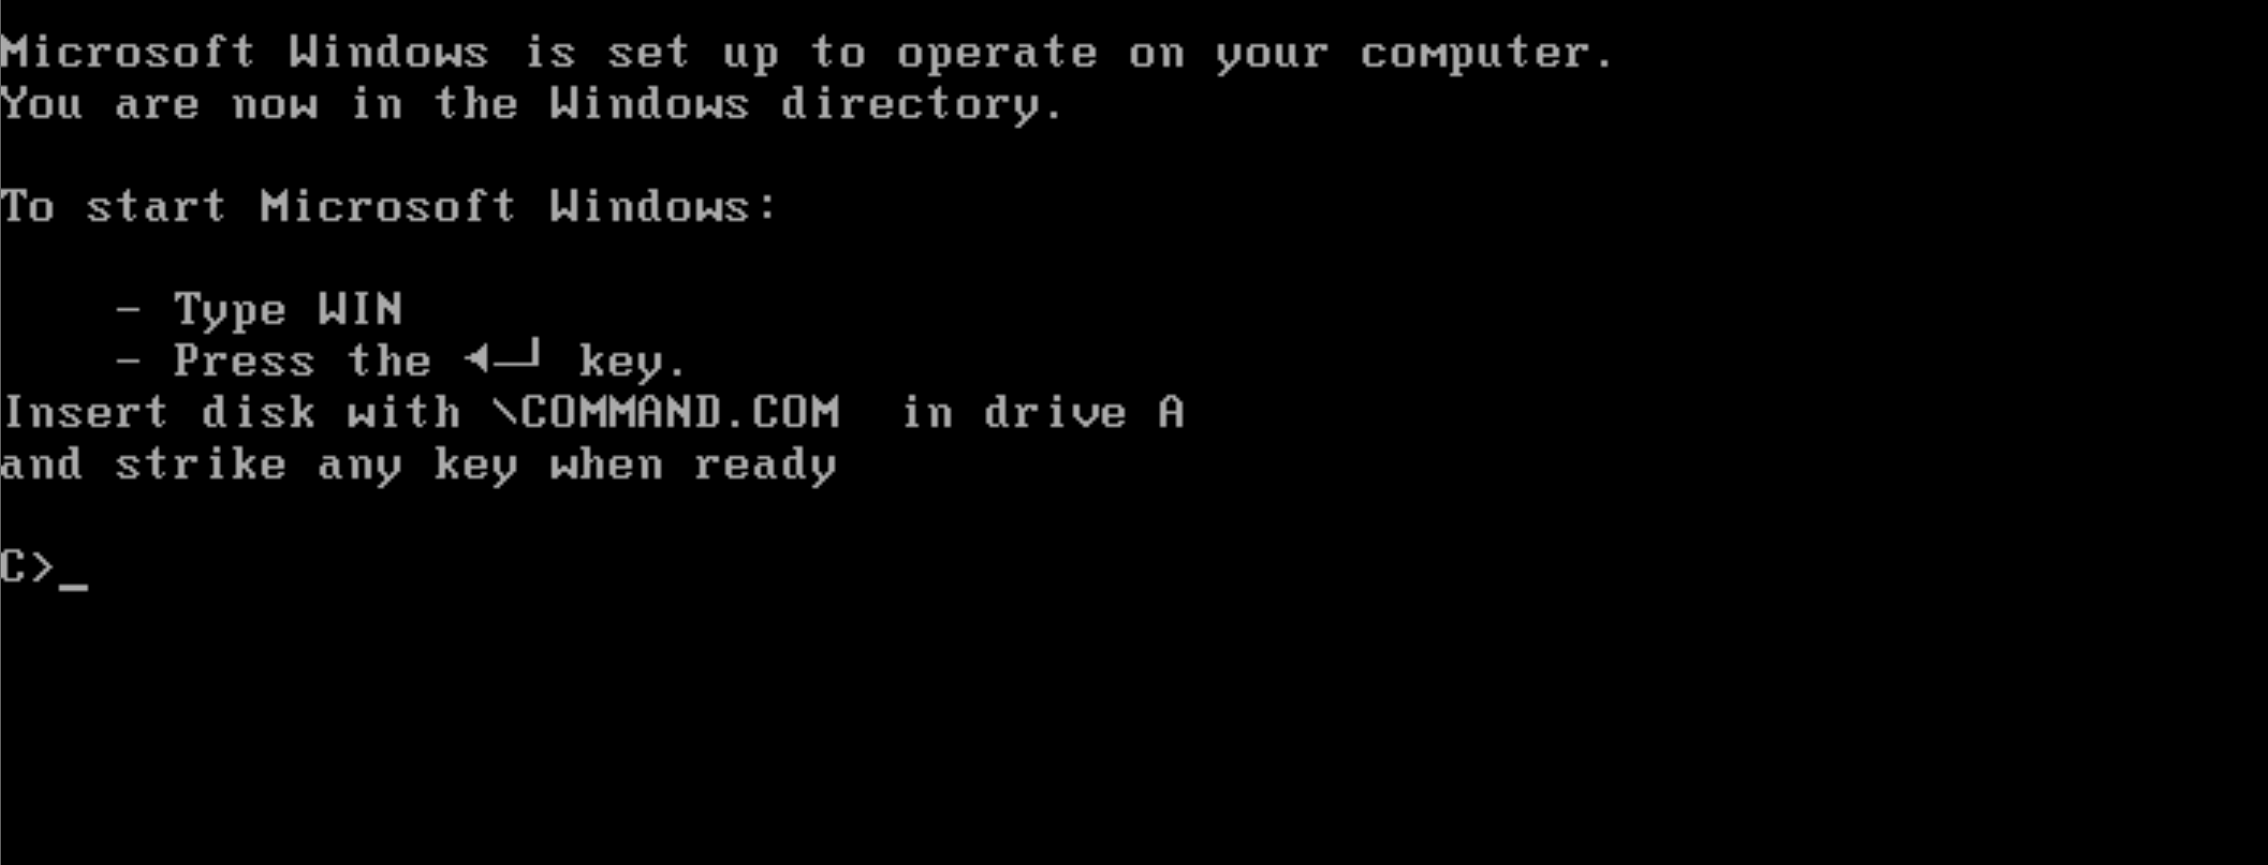 Microsoft Windows is set up to operate on your computer.
You are now in the Windows directory.
To start Microsoft Windows:
- Type WIN
- Press the ◄─┘ key.
Insert disk with \COMMAND.COM  in drive A
and strike any key when ready
C>_